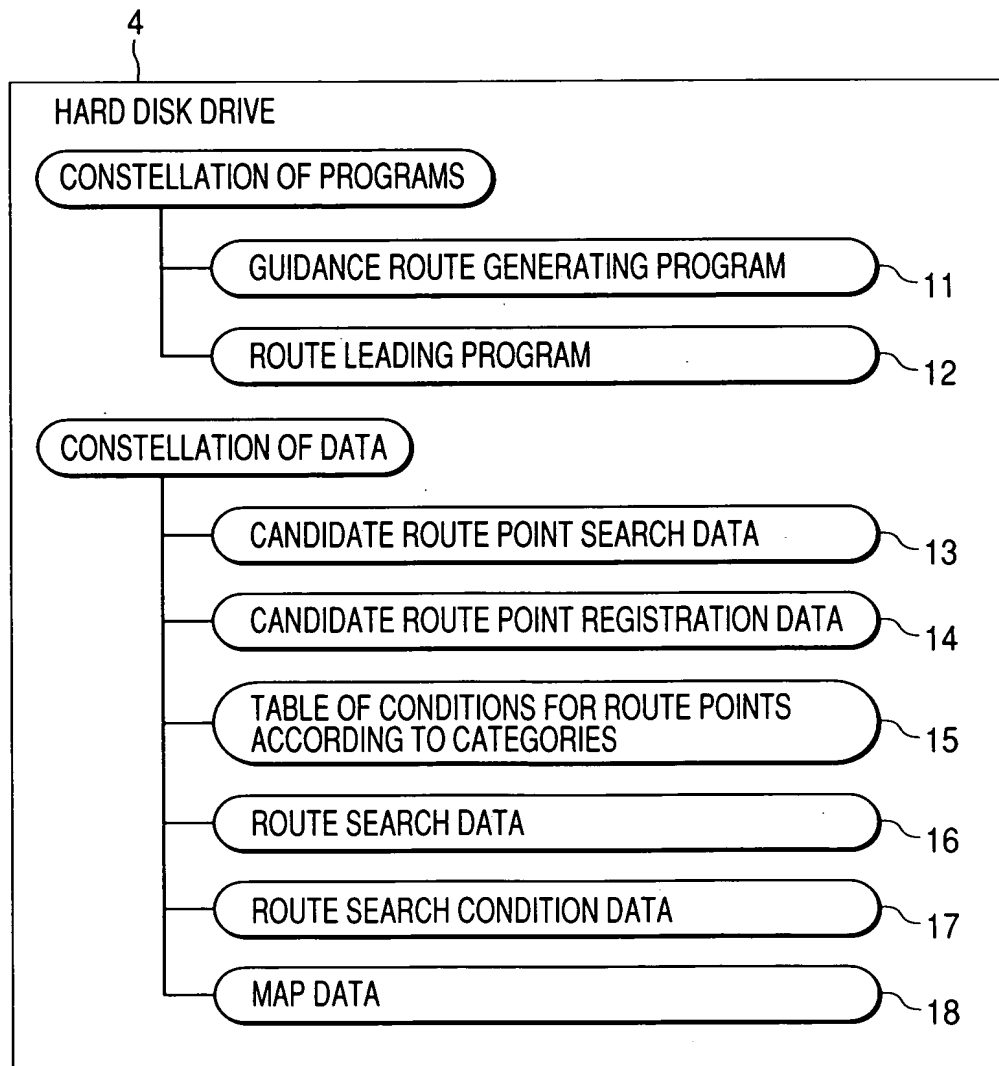 4
HARD DISK DRIVE
CONSTELLATION OF PROGRAMS
GUIDANCE ROUTE GENERATING PROGRAM
11
ROUTE LEADING PROGRAM
12
CONSTELLATION OF DATA
CANDIDATE ROUTE POINT SEARCH DATA
13
CANDIDATE ROUTE POINT REGISTRATION DATA
14
TABLE OF CONDITIONS FOR ROUTE POINTS
ACCORDING TO CATEGORIES
15
ROUTE SEARCH DATA
16
ROUTE SEARCH CONDITION DATA
17
MAP DATA
18